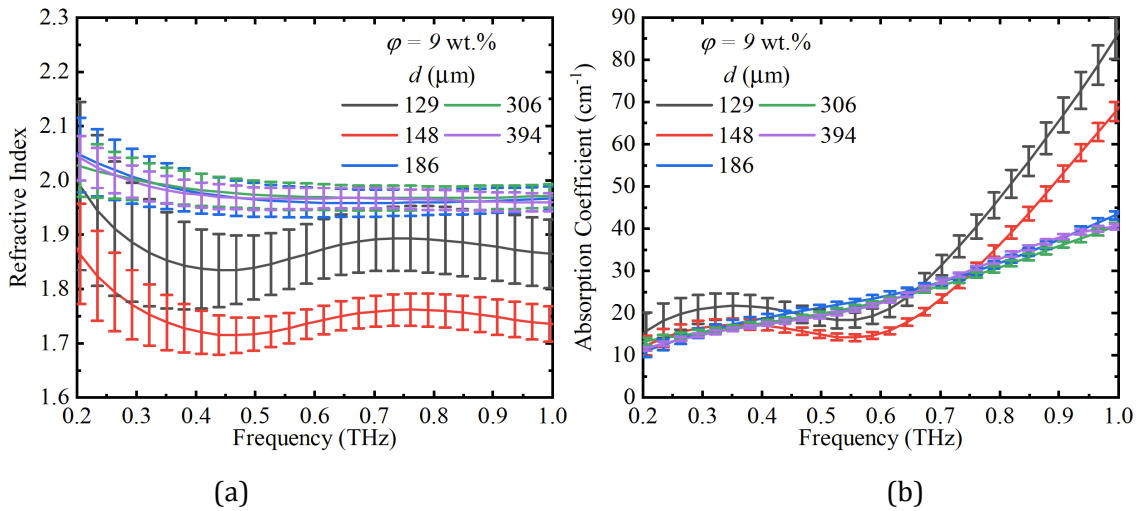 2.3
2.2
2.1
2.0
1.9
1.8
1.7
1.6
0.2 0.3 0.4 0.5 0.6 0.7 0.8 0.9 1.0
Refractive Index
Frequency (THz)
φ = 9 wt.%
d (μm)
129 306
148 394
186
(a)
90
80
70
60
50
40
30
20
10
0
0.2 0.3 0.4 0.5 0.6 0.7 0.8 0.9 1.0
Absorption Coefficient (cm⁻¹)
Frequency (THz)
φ = 9 wt.%
d (μm)
129 306
148 394
186
(b)